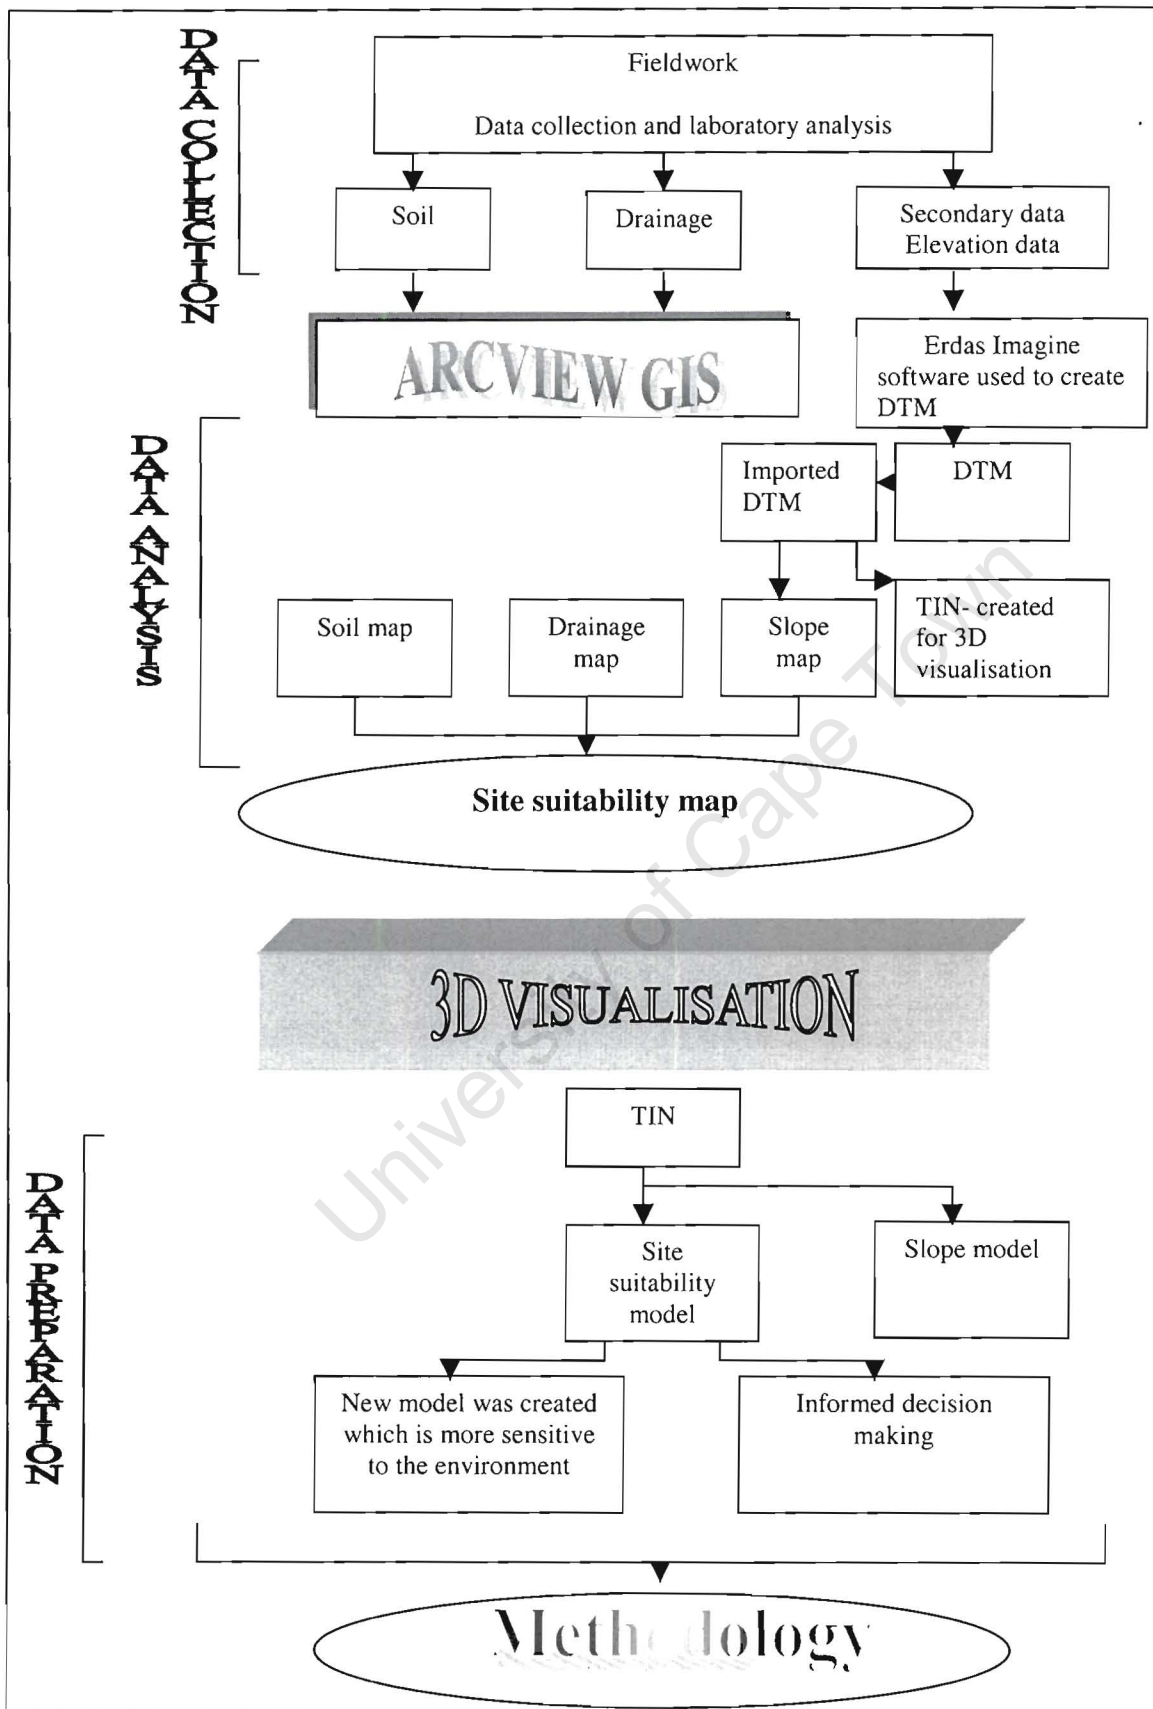 DATA COLLECTION
Fieldwork
Data collection and laboratory analysis
Soil
Drainage
Secondary data
Elevation data
ARCVIEW GIS
Erdas Imagine
software used to create
DTM
DATA ANALYSIS
Imported
DTM
DTM
Soil map
Drainage
map
Slope
map
TIN- created
for 3D
visualisation
Site suitability map
3D VISUALISATION
DATA PREPARATION
TIN
Site
suitability
model
Slope model
New model was created
which is more sensitive
to the environment
Informed decision
making
Methodology
University of Cape Town